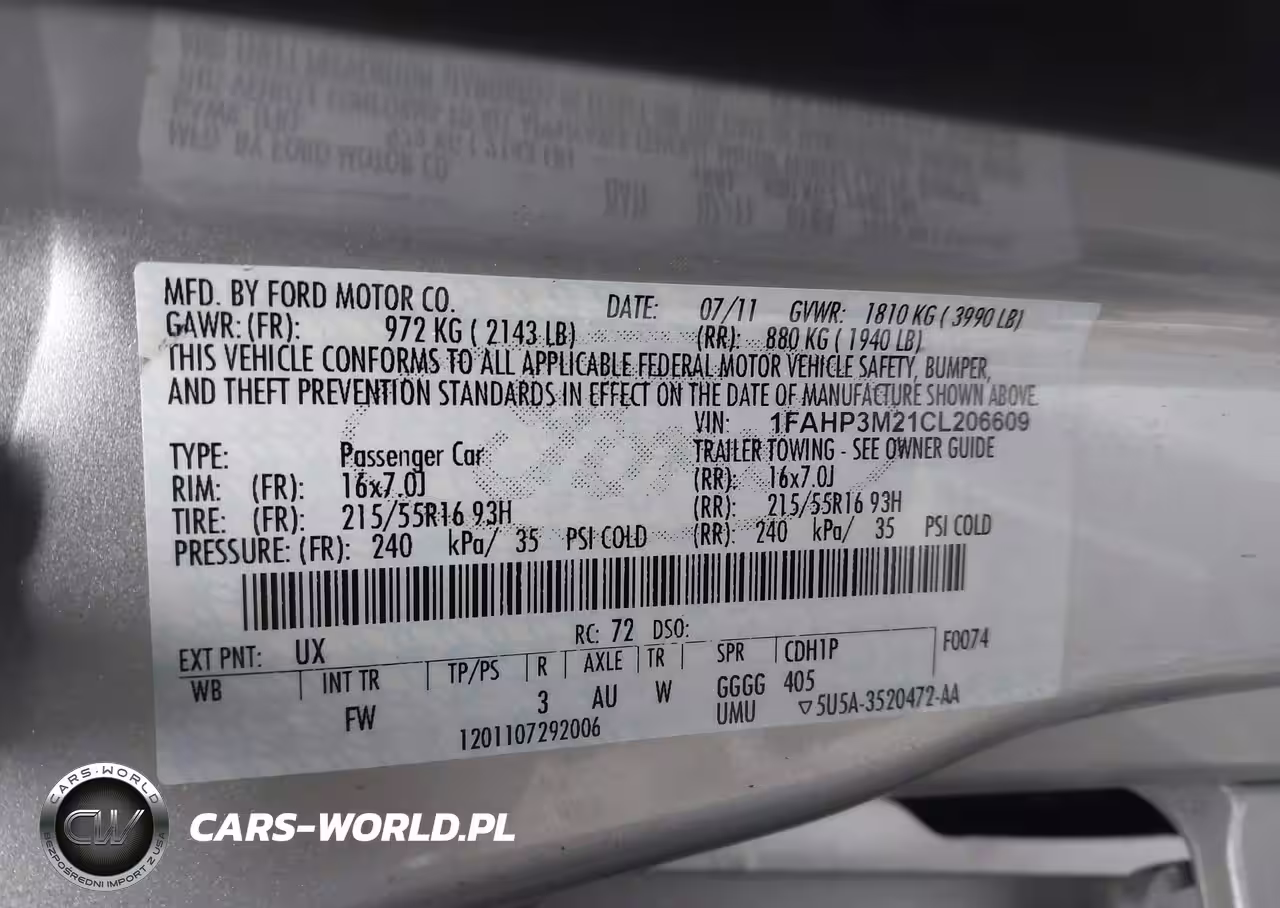 MFD. BY FORD MOTOR CO. DATE: 07/11 GVWR: 1810 KG ( 3990 LB)
GAWR: (FR): 972 KG ( 2143 LB) (RR): 880 KG ( 1940 LB)
THIS VEHICLE CONFORMS TO ALL APPLICABLE FEDERAL MOTOR VEHICLE SAFETY, BUMPER,
AND THEFT PREVENTION STANDARDS IN EFFECT ON THE DATE OF MANUFACTURE SHOWN ABOVE.
VIN: 1FAHP3M21CL206609
TYPE: Passenger Car TRAILER TOWING - SEE OWNER GUIDE
RIM: (FR): 16x7.0J (RR): 16x7.0J
TIRE: (FR): 215/55R16 93H (RR): 215/55R16 93H
PRESSURE: (FR): 240 kPa/ 35 PSI COLD (RR): 240 kPa/ 35 PSI COLD
EXT PNT: UX RC: 72 DSO:
WB INT TR TP/PS R AXLE TR SPR CDH1P F0074
FW 3 AU W GGGG 405
UMU ▽5U5A-3520472-AA
1201107292006
CARS-WORLD
CW
BEZPOŚREDNI IMPORT Z USA
CARS-WORLD.PL